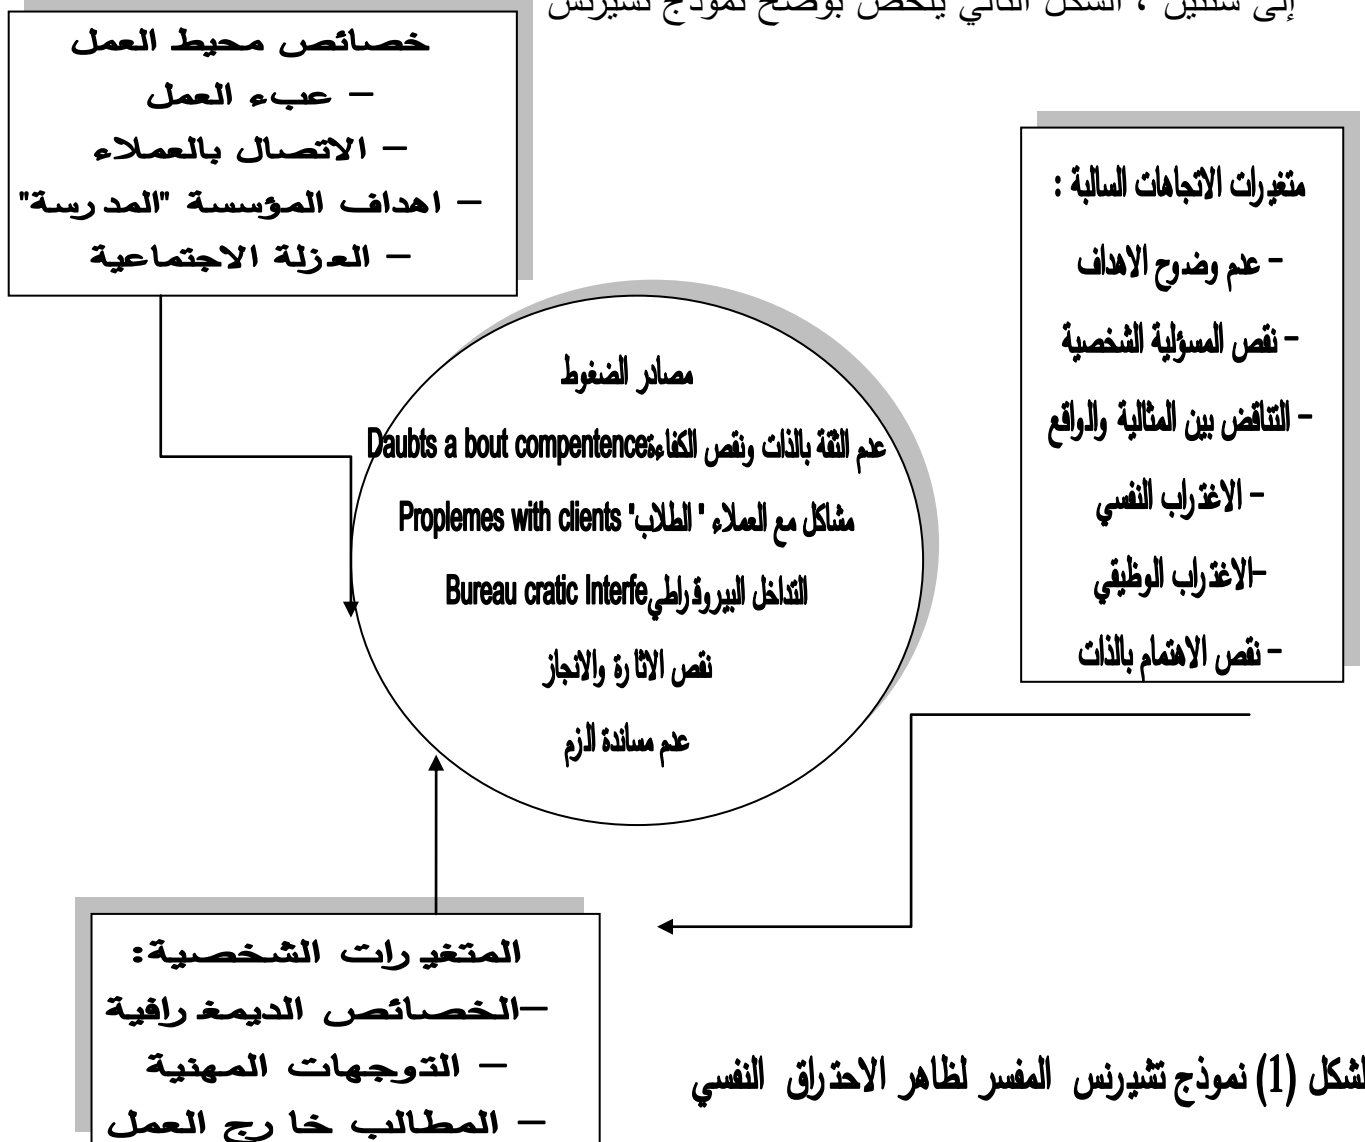 إلى سنتين ، الشكل التالي يلخص بوضح نموذج تشيرنس
خصائص محيط العمل
– عبء العمل
– الاتصال بالعملاء
– اهداف المؤسسة "المدرسة"
– العزلة الاجتماعية
متغيرات الاتجاهات السالبة :
– عدم وضوح الاهداف
– نقص المسؤلية الشخصية
– التناقض بين المثالية والواقع
– الاغتراب النفسي
–الاغتراب الوظيفي
– نقص الاهتمام بالذات
مصادر الضغوط
عدم الثقة بالذات ونقص الكفاءةDaubts a bout compentence
مشاكل مع العملاء " الطلاب" Proplemes with clients
التداخل البيروقراطيBureau cratic Interfe
نقص الاثارة والانجاز
عدم مساندة الزم
المتغيرات الشخصية:
–الخصائص الديمغرافية
– التوجهات المهنية
– المطالب خارج العمل
لشكل (1) نموذج تشيرنس المفسر لظاهر الاحتراق النفسي